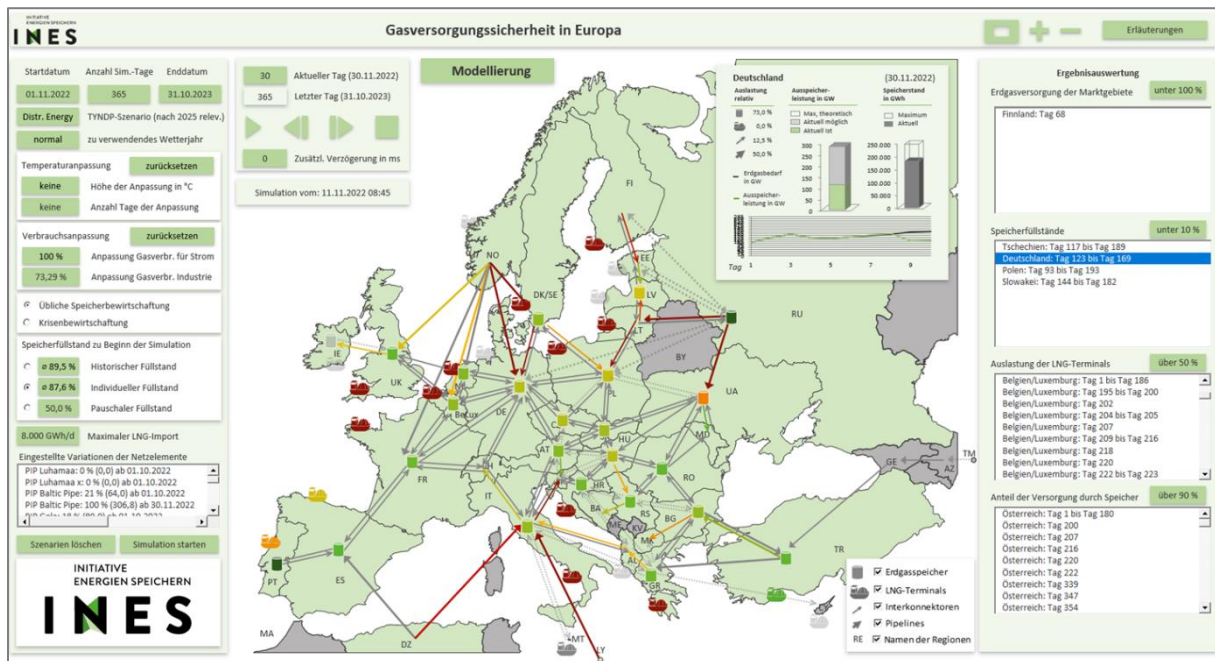 INITIATIVE
ENERGIEN SPEICHERN
INES
Gasversorgungssicherheit in Europa
Erläuterungen
Startdatum Anzahl Sim.-Tage Enddatum
01.11.2022 365 31.10.2023
Distr. Energy TYNDP-Szenario (nach 2025 relev.)
normal zu verwendendes Wetterjahr
Temperaturanpassung zurücksetzen
keine Höhe der Anpassung in °C
keine Anzahl Tage der Anpassung
Verbrauchsanpassung zurücksetzen
100 % Anpassung Gasverbr. für Strom
73,29 % Anpassung Gasverbr. Industrie
Übliche Speicherbewirtschaftung
Krisenbewirtschaftung
Speicherfüllstand zu Beginn der Simulation
ø 89,5 % Historischer Füllstand
ø 87,6 % Individueller Füllstand
50,0 % Pauschaler Füllstand
8.000 GWh/d Maximaler LNG-Import
Eingestellte Variationen der Netzelemente
PiP Luhamaa: 0 % (0,0) ab 01.10.2022
PiP Luhamaa x: 0 % (0,0) ab 01.10.2022
PiP Baltic Pipe: 21 % (64,0) ab 01.10.2022
PiP Baltic Pipe: 100 % (306,8) ab 30.11.2022
Szenarien löschen Simulation starten
INITIATIVE
ENERGIEN SPEICHERN
INES
30 Aktueller Tag (30.11.2022)
365 Letzter Tag (31.10.2023)
0 Zusätzl. Verzögerung in ms
Simulation vom: 11.11.2022 08:45
Modellierung
Deutschland (30.11.2022)
Auslastung relativ
73,0 %
0,0 %
12,5 %
50,0 %
Erdgasbedarf in GW
Ausspeicherleistung in GW
Ausspeicher-
leistung in GW
Max, theoretisch
Aktuell möglich
Aktuell ist
300
250
200
150
100
50
0
Speicherstand
in GWh
Maximum
Aktuell
250.000
200.000
150.000
100.000
50.000
0
Tag 1 3 5 7 9
NO
FI
EE
LV
LT
DK/SE
RU
BY
IE
UK
BeLux
DE
PL
UA
MD
FR
CH
AT
HU
IT
HR
BA
RS
RO
BG
ME
KV
MK
AL
GR
TR
GE
AZ
TM
PT
ES
MA
DZ
MT
LY
Erdgasspeicher
LNG-Terminals
Interkonnektoren
Pipelines
RE Namen der Regionen
Ergebnisauswertung
Erdgasversorgung der Marktgebiete unter 100 %
Finnland: Tag 68
Speicherfüllstände unter 10 %
Tschechien: Tag 117 bis Tag 189
Deutschland: Tag 123 bis Tag 169
Polen: Tag 93 bis Tag 193
Slowakei: Tag 144 bis Tag 182
Auslastung der LNG-Terminals über 50 %
Belgien/Luxemburg: Tag 1 bis Tag 186
Belgien/Luxemburg: Tag 195 bis Tag 200
Belgien/Luxemburg: Tag 202
Belgien/Luxemburg: Tag 204 bis Tag 205
Belgien/Luxemburg: Tag 207
Belgien/Luxemburg: Tag 209 bis Tag 216
Belgien/Luxemburg: Tag 218
Belgien/Luxemburg: Tag 220
Belgien/Luxemburg: Tag 222 bis Tag 223
Anteil der Versorgung durch Speicher über 90 %
Österreich: Tag 1 bis Tag 180
Österreich: Tag 200
Österreich: Tag 207
Österreich: Tag 216
Österreich: Tag 220
Österreich: Tag 222
Österreich: Tag 339
Österreich: Tag 347
Österreich: Tag 354